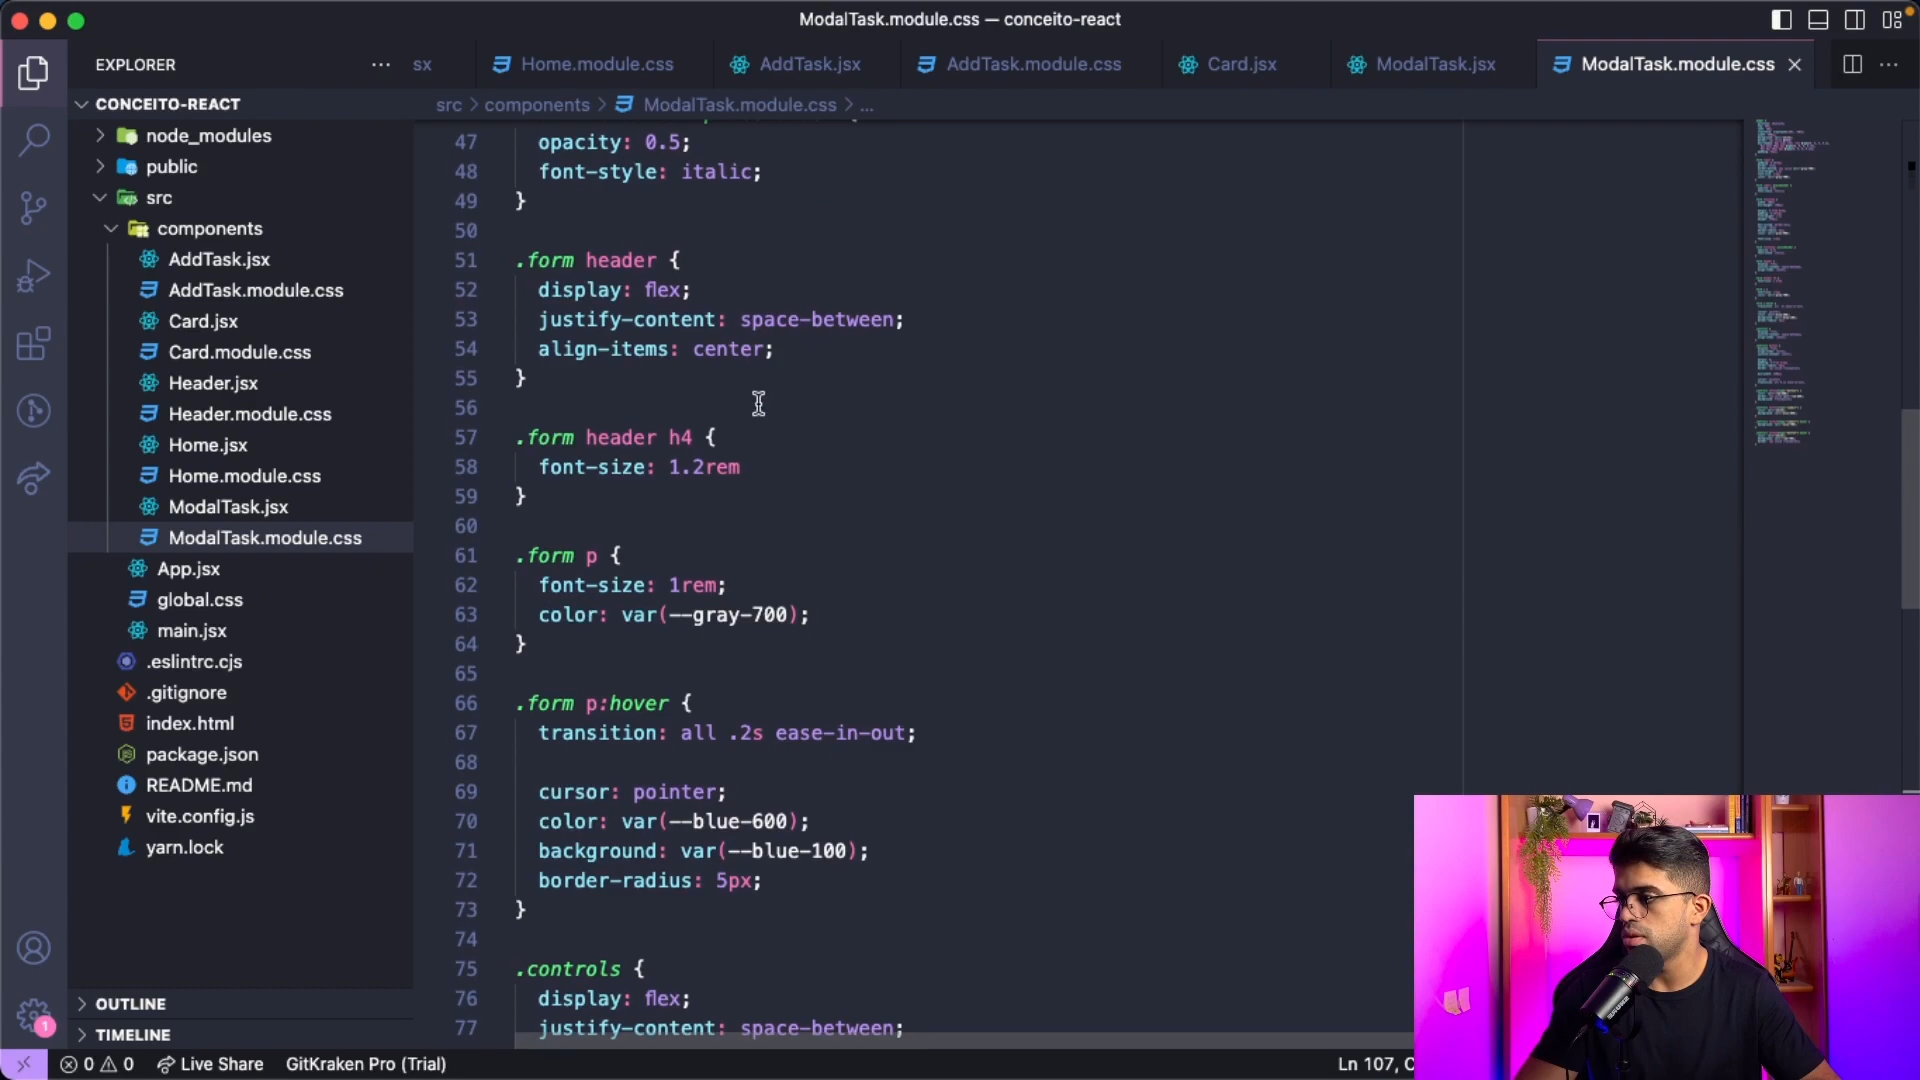 ModalTask.module.css — conceito-react
EXPLORER
sx
Home.module.css
AddTask.jsx
AddTask.module.css
Card.jsx
ModalTask.jsx
ModalTask.module.css
CONCEITO-REACT
src > components > ModalTask.module.css > ...
node_modules
public
src
components
AddTask.jsx
AddTask.module.css
Card.jsx
Card.module.css
Header.jsx
Header.module.css
Home.jsx
Home.module.css
ModalTask.jsx
ModalTask.module.css
App.jsx
global.css
main.jsx
.eslintrc.cjs
.gitignore
index.html
package.json
README.md
vite.config.js
yarn.lock
OUTLINE
TIMELINE
47 opacity: 0.5;
48 font-style: italic;
49 }
50
51 .form header {
52 display: flex;
53 justify-content: space-between;
54 align-items: center;
55 }
56
57 .form header h4 {
58 font-size: 1.2rem
59 }
60
61 .form p {
62 font-size: 1rem;
63 color: var(--gray-700);
64 }
65
66 .form p:hover {
67 transition: all .2s ease-in-out;
68
69 cursor: pointer;
70 color: var(--blue-600);
71 background: var(--blue-100);
72 border-radius: 5px;
73 }
74
75 .controls {
76 display: flex;
77 justify-content: space-between;
1
0 0 Live Share GitKraken Pro (Trial)
Ln 107, C